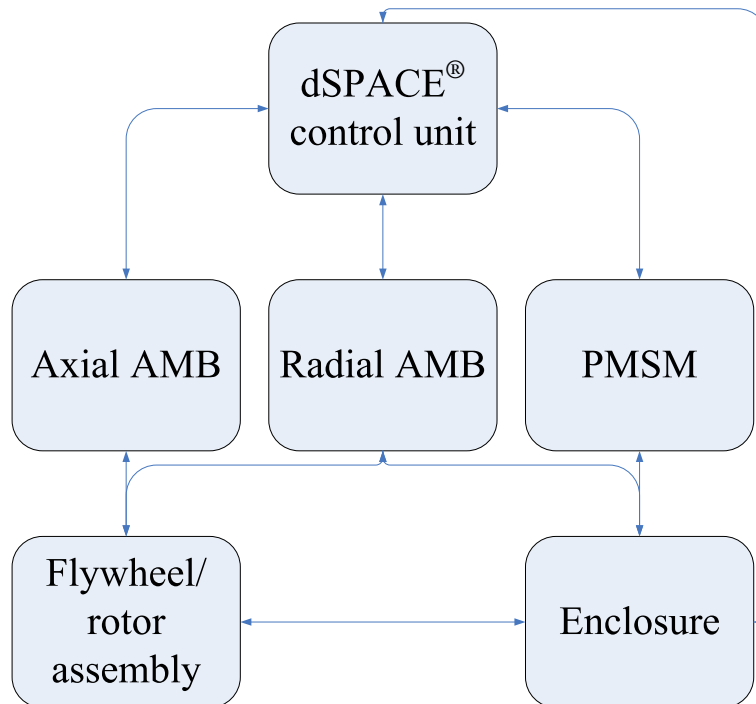 dSPACE®
control unit
Axial AMB
Radial AMB
PMSM
Flywheel/
rotor
assembly
Enclosure